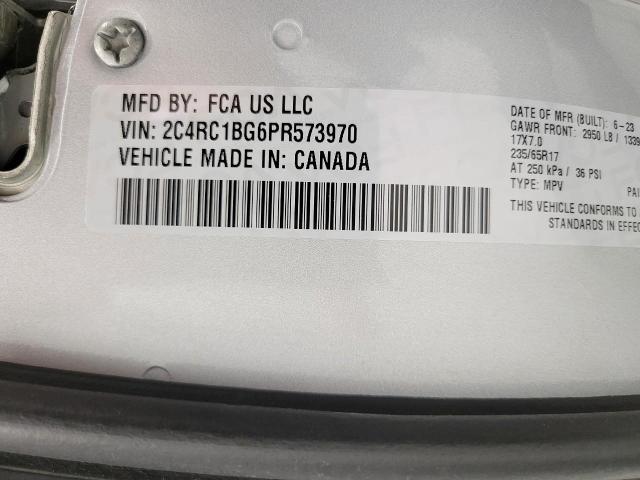 MFD BY: FCA US LLC
VIN: 2C4RC1BG6PR573970
VEHICLE MADE IN: CANADA
DATE OF MFR (BUILT): 6-23
GAWR FRONT: 2950 LB / 1339
17X7.0
235/65R17
AT 250 kPa / 36 PSI
TYPE: MPV PAI
THIS VEHICLE CONFORMS TO
STANDARDS IN EFFEC